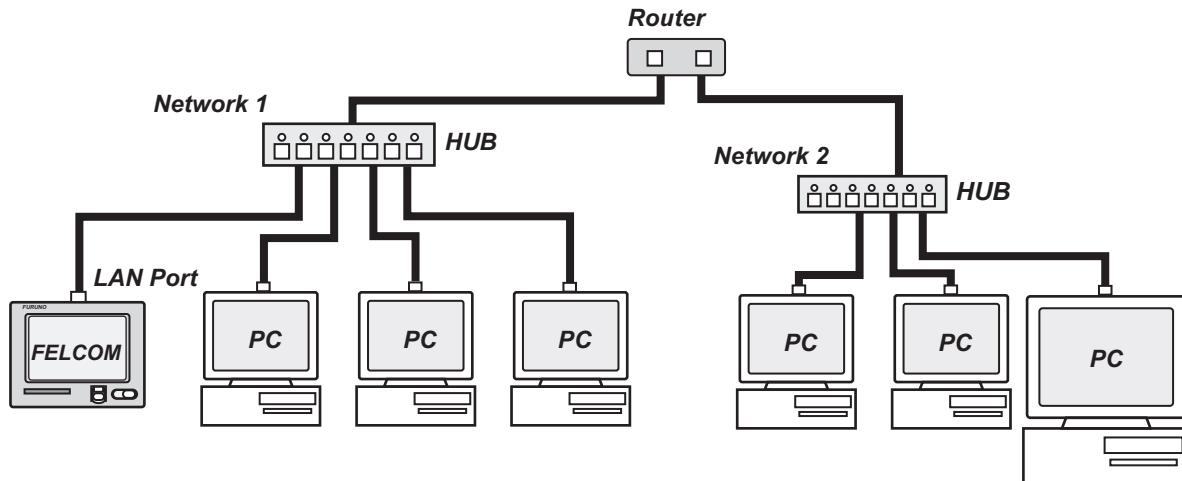 Router
Network 1
HUB
Network 2
HUB
LAN Port
FURUNO
FELCOM
PC
PC
PC
PC
PC
PC